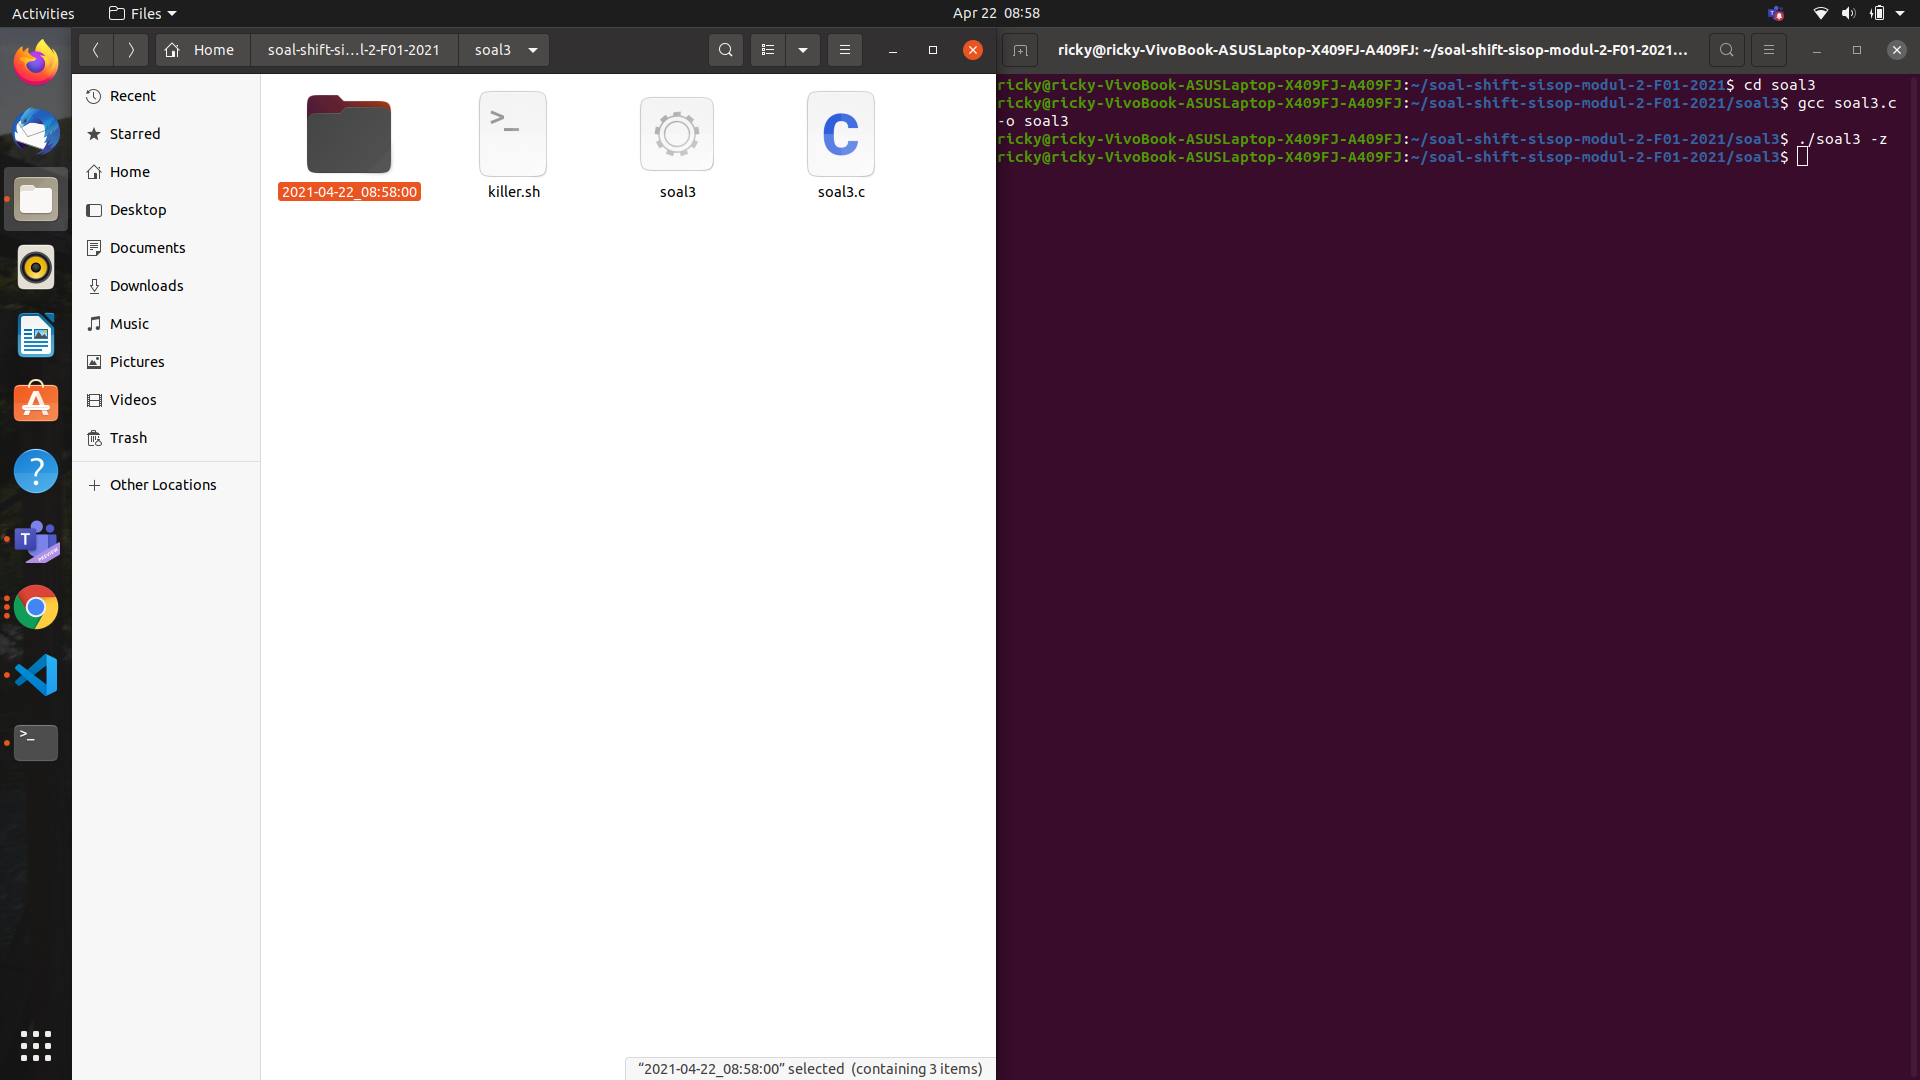 Activities
Files
Apr 22 08:58
Home
soal-shift-si…l-2-F01-2021
soal3
ricky@ricky-VivoBook-ASUSLaptop-X409FJ-A409FJ: ~/soal-shift-sisop-modul-2-F01-2021…
Recent
Starred
Home
Desktop
Documents
Downloads
Music
Pictures
Videos
Trash
Other Locations
2021-04-22_08:58:00
killer.sh
soal3
soal3.c
“2021-04-22_08:58:00” selected (containing 3 items)
ricky@ricky-VivoBook-ASUSLaptop-X409FJ-A409FJ:~/soal-shift-sisop-modul-2-F01-2021$ cd soal3
ricky@ricky-VivoBook-ASUSLaptop-X409FJ-A409FJ:~/soal-shift-sisop-modul-2-F01-2021/soal3$ gcc soal3.c
-o soal3
ricky@ricky-VivoBook-ASUSLaptop-X409FJ-A409FJ:~/soal-shift-sisop-modul-2-F01-2021/soal3$ ./soal3 -z
ricky@ricky-VivoBook-ASUSLaptop-X409FJ-A409FJ:~/soal-shift-sisop-modul-2-F01-2021/soal3$